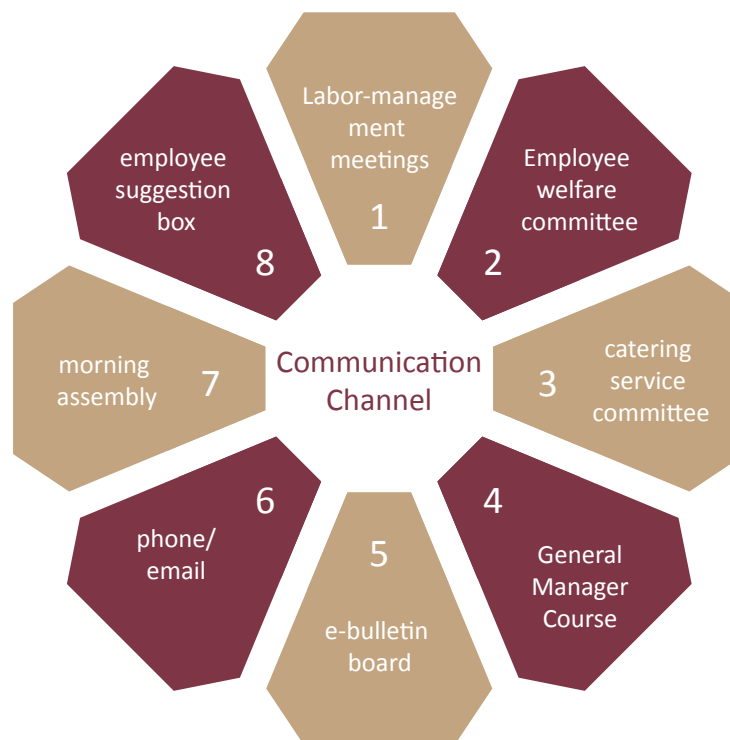 Labor-manage
ment
meetings
1
Employee
welfare
committee
2
catering
service
committee
3
4
General
Manager
Course
5
e-bulletin
board
6
phone/
email
morning
assembly
7
employee
suggestion
box
8
Communication
Channel